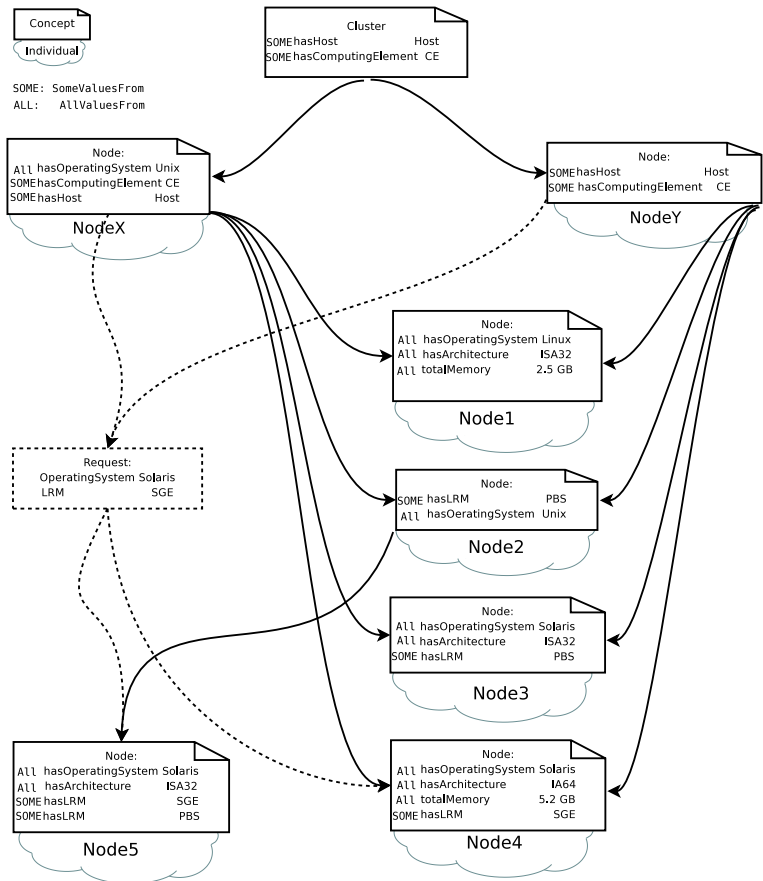 Concept
Individual
SOME: SomeValuesFrom
ALL: AllValuesFrom
Cluster
SOME hasHost Host
SOME hasComputingElement CE
Node:
All hasOperatingSystem Unix
SOME hasComputingElement CE
SOME hasHost Host
NodeX
Node:
SOME hasHost Host
SOME hasComputingElement CE
NodeY
Node:
All hasOperatingSystem Linux
All hasArchitecture ISA32
All totalMemory 2.5 GB
Node1
Request:
OperatingSystem Solaris
LRM SGE
Node:
SOME hasLRM PBS
All hasOeratingSystem Unix
Node2
Node:
All hasOperatingSystem Solaris
All hasArchitecture ISA32
SOME hasLRM PBS
Node3
Node:
All hasOperatingSystem Solaris
All hasArchitecture ISA32
SOME hasLRM SGE
SOME hasLRM PBS
Node5
Node:
All hasOperatingSystem Solaris
All hasArchitecture IA64
All totalMemory 5.2 GB
SOME hasLRM SGE
Node4